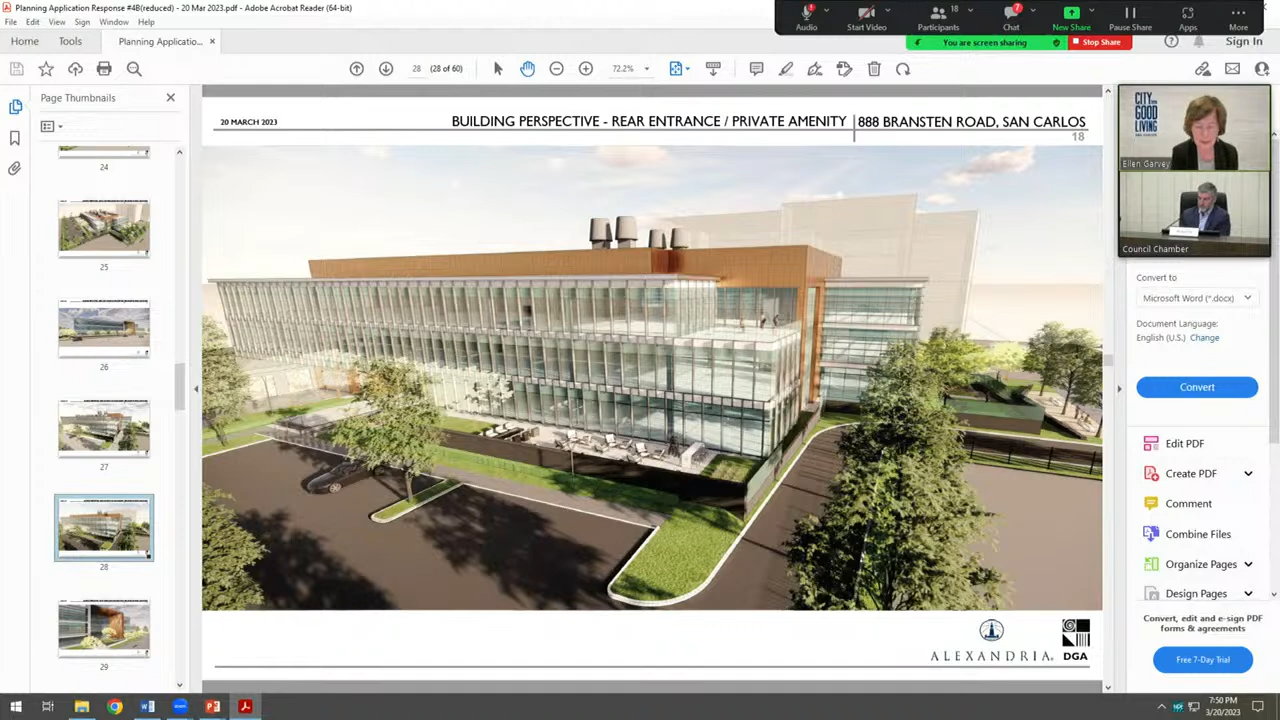 Planning Application Response #4B(reduced) - 20 Mar 2023.pdf - Adobe Acrobat Reader (64-bit)
File Edit View Sign Window Help
Home Tools Planning Applicatio... ×
Audio Start Video Participants 18 Chat 7 New Share Pause Share Apps More
You are screen sharing Stop Share
Sign In
28 (28 of 60) 72.2%
Page Thumbnails
24
25
26
27
28
29
20 MARCH 2023
BUILDING PERSPECTIVE - REAR ENTRANCE / PRIVATE AMENITY
888 BRANSTEN ROAD, SAN CARLOS
18
ALEXANDRIA.
DGA
CITY OF
GOOD
LIVING
Ellen Garvey
Council Chamber
Convert to
Microsoft Word (*.docx)
Document Language:
English (U.S.) Change
Convert
Edit PDF
Create PDF
Comment
Combine Files
Organize Pages
Design Pages
Convert, edit and e-sign PDF
forms & agreements
Free 7-Day Trial
7:50 PM
3/20/2023